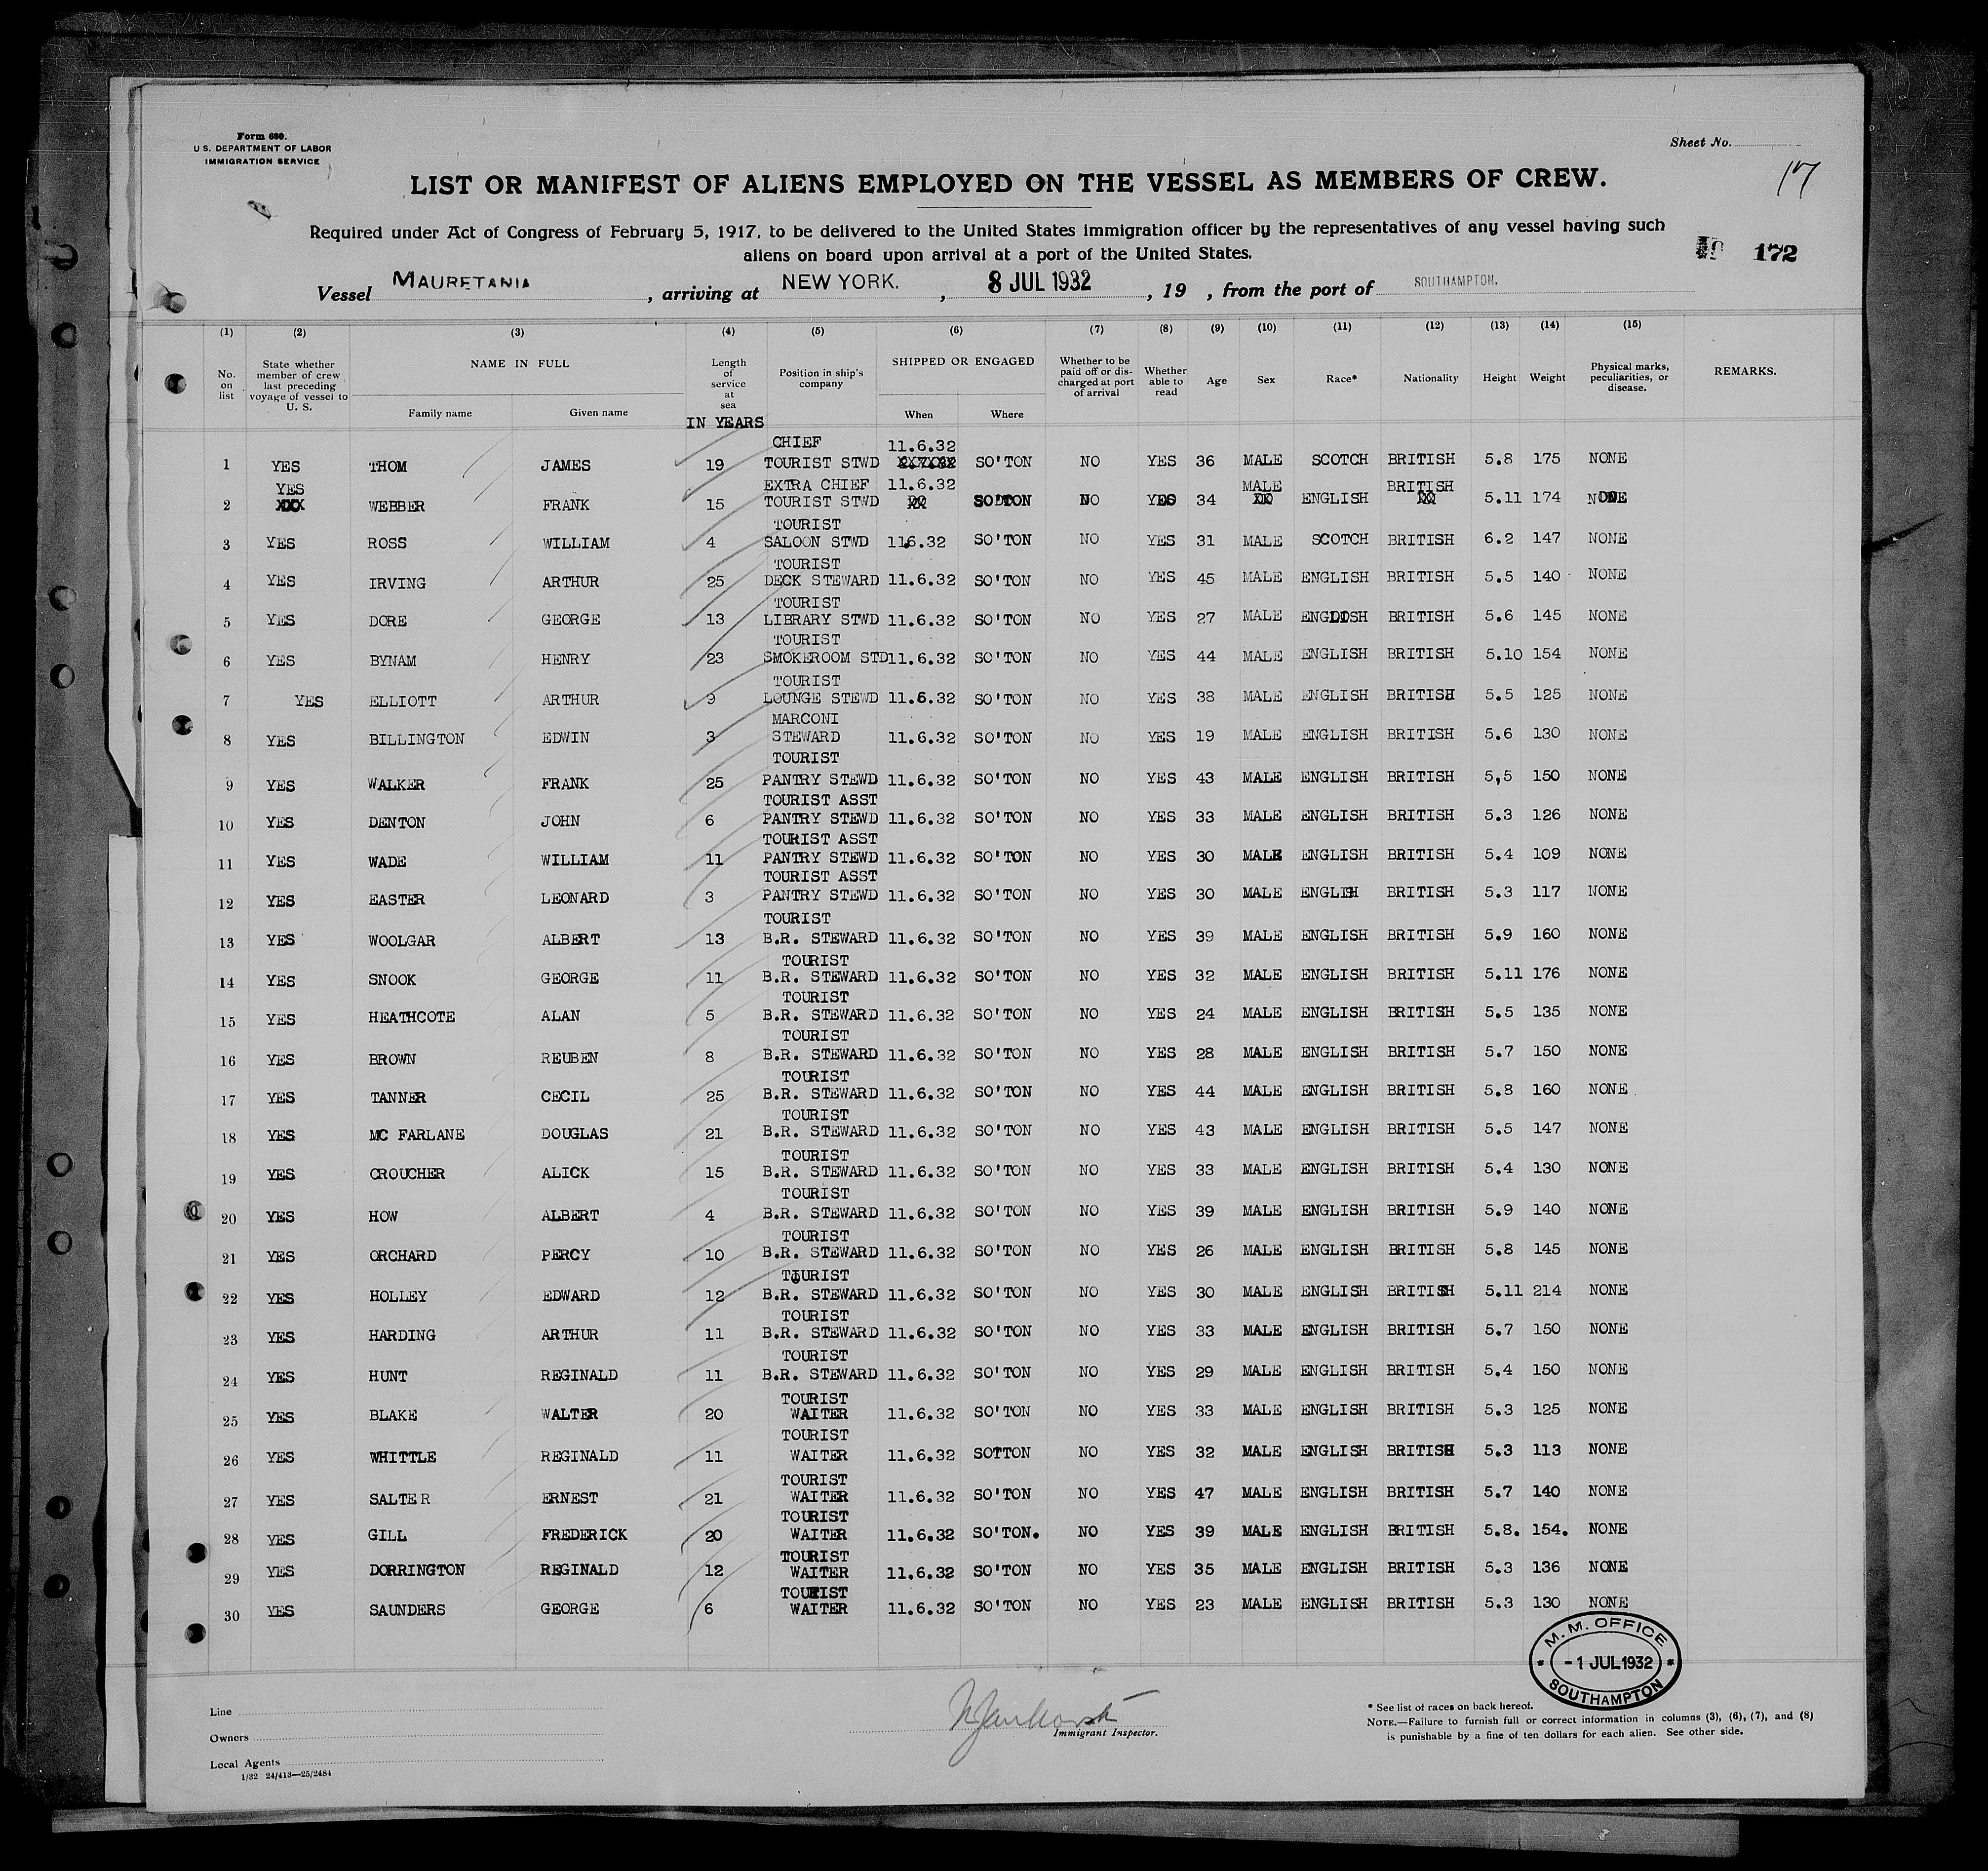 Form 680.
U. S. DEPARTMENT OF LABOR
IMMIGRATION SERVICE
Sheet No.
17
LIST OR MANIFEST OF ALIENS EMPLOYED ON THE VESSEL AS MEMBERS OF CREW.
Required under Act of Congress of February 5, 1917, to be delivered to the United States immigration officer by the representatives of any vessel having such
aliens on board upon arrival at a port of the United States.
172
Vessel MAURETANIA, arriving at NEW YORK., 8 JUL 1932, 19 , from the port of SOUTHAMPTON.
(1) (2) (3) (4) (5) (6) (7) (8) (9) (10) (11) (12) (13) (14) (15)
No. on list
State whether member of crew last preceding voyage of vessel to U. S.
NAME IN FULL
Family name Given name
Length of service at sea
IN YEARS
Position in ship's company
SHIPPED OR ENGAGED
When Where
Whether to be paid off or discharged at port of arrival
Whether able to read
Age Sex Race* Nationality Height Weight
Physical marks, peculiarities, or disease.
REMARKS.
CHIEF 11.6.32
1 YES THOM JAMES 19 TOURIST STWD SO'TON NO YES 36 MALE SCOTCH BRITISH 5.8 175 NONE
YES EXTRA CHIEF 11.6.32 MALE BRITISH
2 XXX WEBBER FRANK 15 TOURIST STWD XX SO'TON NO YES 34 XX ENGLISH XX 5.11 174 NONE
TOURIST
3 YES ROSS WILLIAM 4 SALOON STWD 116.32 SO'TON NO YES 31 MALE SCOTCH BRITISH 6.2 147 NONE
TOURIST
4 YES IRVING ARTHUR 25 DECK STEWARD 11.6.32 SO'TON NO YES 45 MALE ENGLISH BRITISH 5.5 140 NONE
TOURIST
5 YES DORE GEORGE 13 LIBRARY STWD 11.6.32 SO'TON NO YES 27 MALE ENGLISH BRITISH 5.6 145 NONE
TOURIST
6 YES BYNAM HENRY 23 SMOKEROOM STD 11.6.32 SO'TON NO YES 44 MALE ENGLISH BRITISH 5.10 154 NONE
TOURIST
7 YES ELLIOTT ARTHUR 9 LOUNGE STEWD 11.6.32 SO'TON NO YES 38 MALE ENGLISH BRITISH 5.5 125 NONE
MARCONI
8 YES BILLINGTON EDWIN 3 STEWARD 11.6.32 SO'TON NO YES 19 MALE ENGLISH BRITISH 5.6 130 NONE
TOURIST
9 YES WALKER FRANK 25 PANTRY STEWD 11.6.32 SO'TON NO YES 43 MALE ENGLISH BRITISH 5,5 150 NONE
TOURIST ASST
10 YES DENTON JOHN 6 PANTRY STEWD 11.6.32 SO'TON NO YES 33 MALE ENGLISH BRITISH 5.3 126 NONE
TOURIST ASST
11 YES WADE WILLIAM 11 PANTRY STEWD 11.6.32 SO'TON NO YES 30 MALE ENGLISH BRITISH 5.4 109 NONE
TOURIST ASST
12 YES EASTER LEONARD 3 PANTRY STEWD 11.6.32 SO'TON NO YES 30 MALE ENGLISH BRITISH 5.3 117 NONE
TOURIST
13 YES WOOLGAR ALBERT 13 B.R. STEWARD 11.6.32 SO'TON NO YES 39 MALE ENGLISH BRITISH 5.9 160 NONE
TOURIST
14 YES SNOOK GEORGE 11 B.R. STEWARD 11.6.32 SO'TON NO YES 32 MALE ENGLISH BRITISH 5.11 176 NONE
TOURIST
15 YES HEATHCOTE ALAN 5 B.R. STEWARD 11.6.32 SO'TON NO YES 24 MALE ENGLISH BRITISH 5.5 135 NONE
TOURIST
16 YES BROWN REUBEN 8 B.R. STEWARD 11.6.32 SO'TON NO YES 28 MALE ENGLISH BRITISH 5.7 150 NONE
TOURIST
17 YES TANNER CECIL 25 B.R. STEWARD 11.6.32 SO'TON NO YES 44 MALE ENGLISH BRITISH 5.8 160 NONE
TOURIST
18 YES MC FARLANE DOUGLAS 21 B.R. STEWARD 11.6.32 SO'TON NO YES 43 MALE ENGLISH BRITISH 5.5 147 NONE
TOURIST
19 YES CROUCHER ALICK 15 B.R. STEWARD 11.6.32 SO'TON NO YES 33 MALE ENGLISH BRITISH 5.4 130 NONE
TOURIST
20 YES HOW ALBERT 4 B.R. STEWARD 11.6.32 SO'TON NO YES 39 MALE ENGLISH BRITISH 5.9 140 NONE
TOURIST
21 YES ORCHARD PERCY 10 B.R. STEWARD 11.6.32 SO'TON NO YES 26 MALE ENGLISH BRITISH 5.8 145 NONE
TOURIST
22 YES HOLLEY EDWARD 12 B.R. STEWARD 11.6.32 SO'TON NO YES 30 MALE ENGLISH BRITISH 5.11 214 NONE
TOURIST
23 YES HARDING ARTHUR 11 B.R. STEWARD 11.6.32 SO'TON NO YES 33 MALE ENGLISH BRITISH 5.7 150 NONE
TOURIST
24 YES HUNT REGINALD 11 B.R. STEWARD 11.6.32 SO'TON NO YES 29 MALE ENGLISH BRITISH 5.4 150 NONE
TOURIST
25 YES BLAKE WALTER 20 WAITER 11.6.32 SO'TON NO YES 33 MALE ENGLISH BRITISH 5.3 125 NONE
TOURIST
26 YES WHITTLE REGINALD 11 WAITER 11.6.32 SOTTON NO YES 32 MALE ENGLISH BRITISH 5.3 113 NONE
TOURIST
27 YES SALTER ERNEST 21 WAITER 11.6.32 SO'TON NO YES 47 MALE ENGLISH BRITISH 5.7 140 NONE
TOURIST
28 YES GILL FREDERICK 20 WAITER 11.6.32 SO'TON. NO YES 39 MALE ENGLISH BRITISH 5.8. 154. NONE
TOURIST
29 YES DORRINGTON REGINALD 12 WAITER 11.6.32 SO'TON NO YES 35 MALE ENGLISH BRITISH 5.3 136 NONE
TOURIST
30 YES SAUNDERS GEORGE 6 WAITER 11.6.32 SO'TON NO YES 23 MALE ENGLISH BRITISH 5.3 130 NONE
M. M. OFFICE
- 1 JUL 1932
SOUTHAMPTON
Line
Owners
Local Agents
1/32 24/413—25/2484
Immigrant Inspector.
* See list of races on back hereof.
NOTE.—Failure to furnish full or correct information in columns (3), (6), (7), and (8)
is punishable by a fine of ten dollars for each alien. See other side.